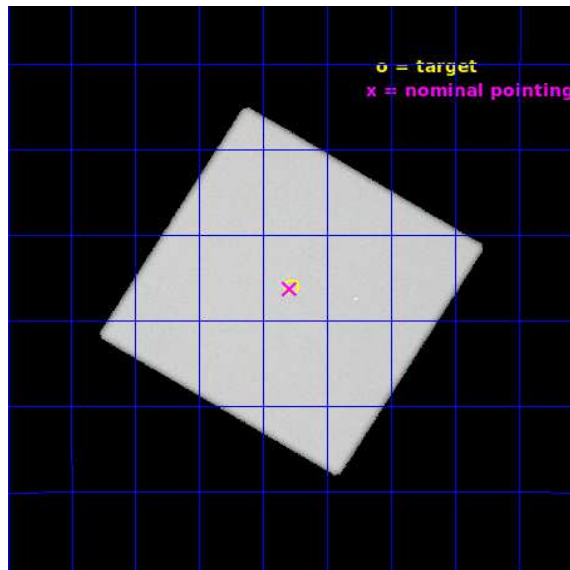 o = target
x = nominal pointing